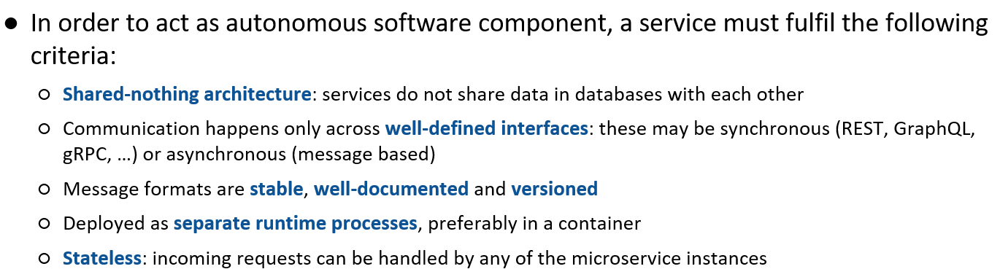 ● In order to act as autonomous software component, a service must fulfil the following
criteria:
○ Shared-nothing architecture: services do not share data in databases with each other
○ Communication happens only across well-defined interfaces: these may be synchronous (REST, GraphQL,
gRPC, ...) or asynchronous (message based)
○ Message formats are stable, well-documented and versioned
○ Deployed as separate runtime processes, preferably in a container
○ Stateless: incoming requests can be handled by any of the microservice instances